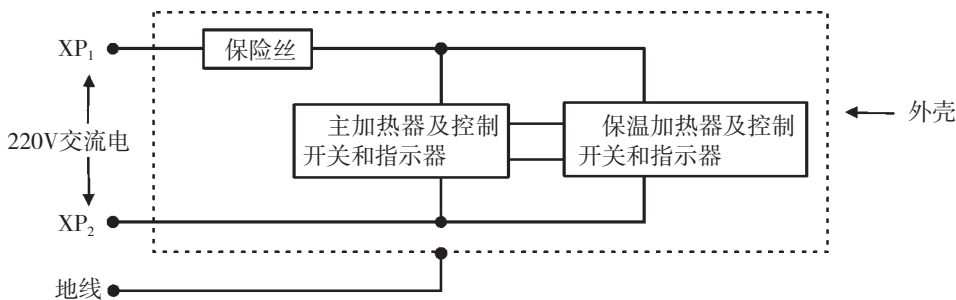 XP₁
保险丝
主加热器及控制
开关和指示器
保温加热器及控制
开关和指示器
外壳
220V交流电
XP₂
地线